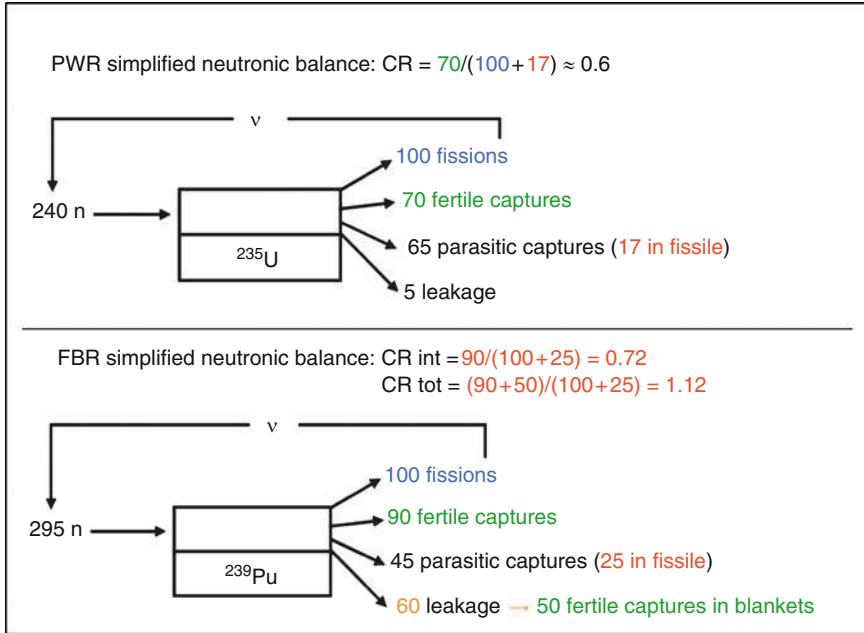 PWR simplified neutronic balance: CR = 70/(100+17) ≈ 0.6
ν
100 fissions
240 n
70 fertile captures
65 parasitic captures (17 in fissile)
²³⁵U
5 leakage
FBR simplified neutronic balance: CR int = 90/(100+25) = 0.72
CR tot = (90+50)/(100+25) = 1.12
ν
100 fissions
90 fertile captures
295 n
45 parasitic captures (25 in fissile)
²³⁹Pu
60 leakage → 50 fertile captures in blankets